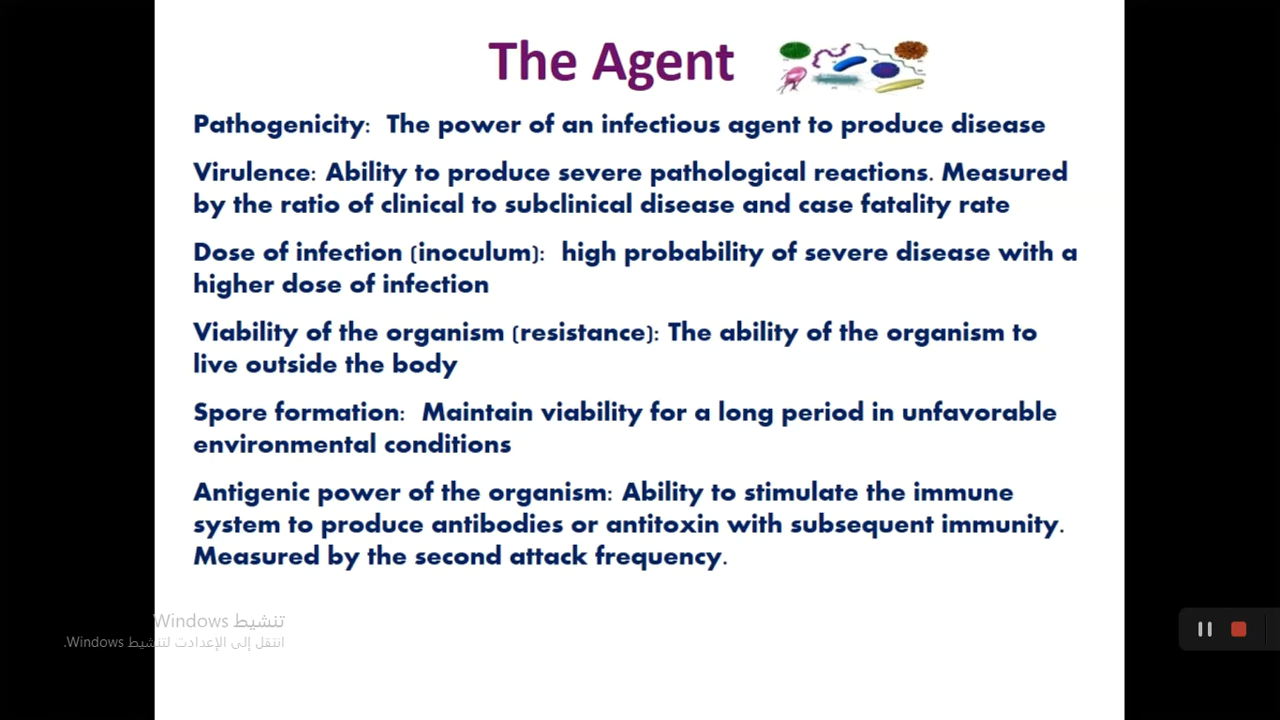 The Agent
Pathogenicity: The power of an infectious agent to produce disease
Virulence: Ability to produce severe pathological reactions. Measured
by the ratio of clinical to subclinical disease and case fatality rate
Dose of infection (inoculum): high probability of severe disease with a
higher dose of infection
Viability of the organism (resistance): The ability of the organism to
live outside the body
Spore formation: Maintain viability for a long period in unfavorable
environmental conditions
Antigenic power of the organism: Ability to stimulate the immune
system to produce antibodies or antitoxin with subsequent immunity.
Measured by the second attack frequency.
تنشيط Windows
انتقل إلى الإعدادت لتنشيط Windows.